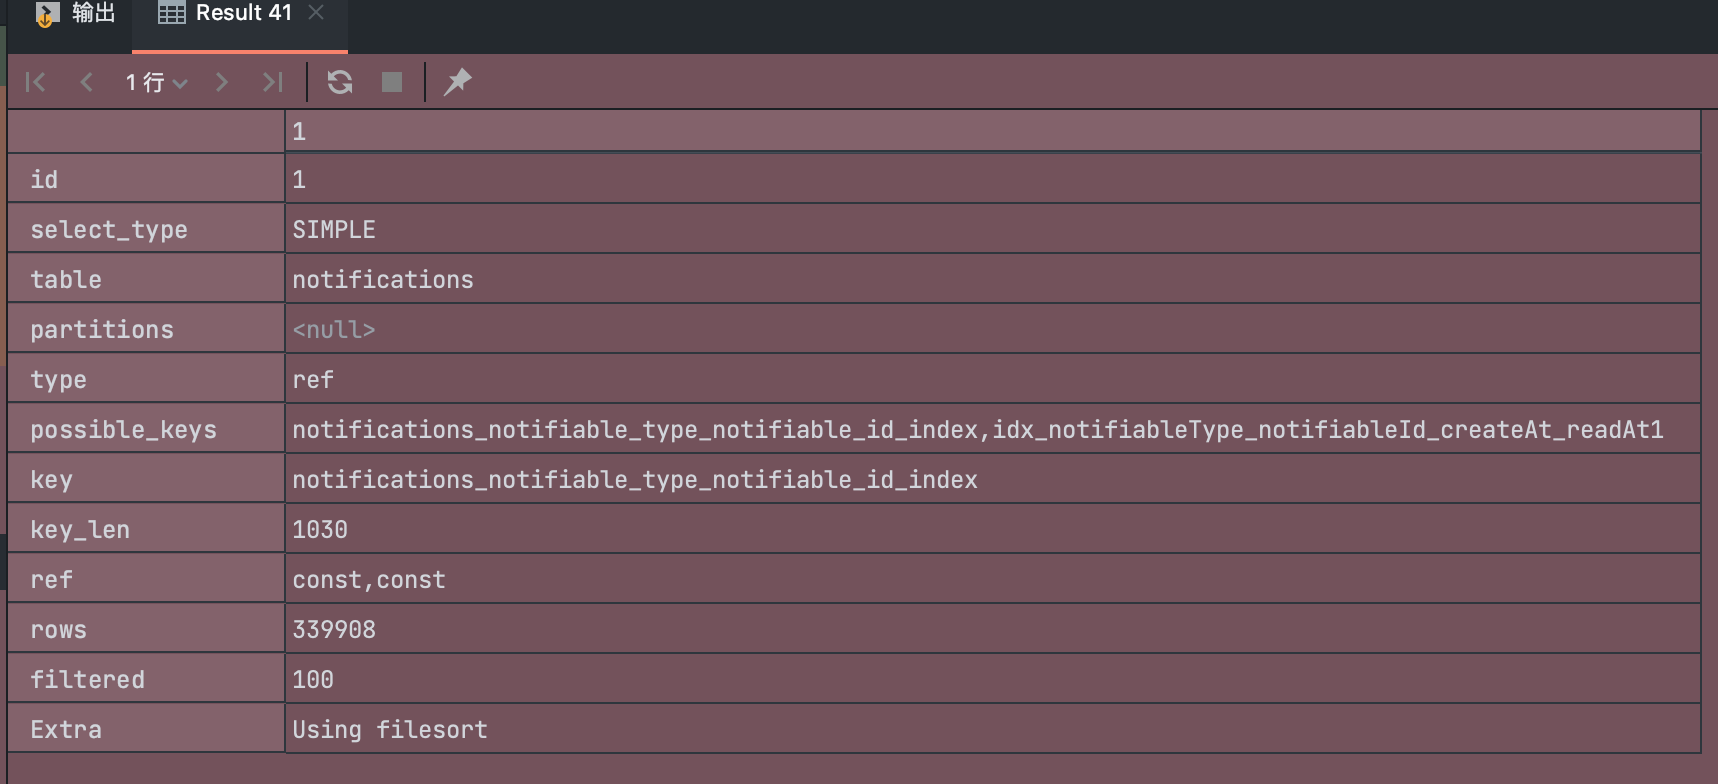 输出 Result 41
1 行
1
id 1
select_type SIMPLE
table notifications
partitions <null>
type ref
possible_keys notifications_notifiable_type_notifiable_id_index,idx_notifiableType_notifiableId_createAt_readAt1
key notifications_notifiable_type_notifiable_id_index
key_len 1030
ref const,const
rows 339908
filtered 100
Extra Using filesort